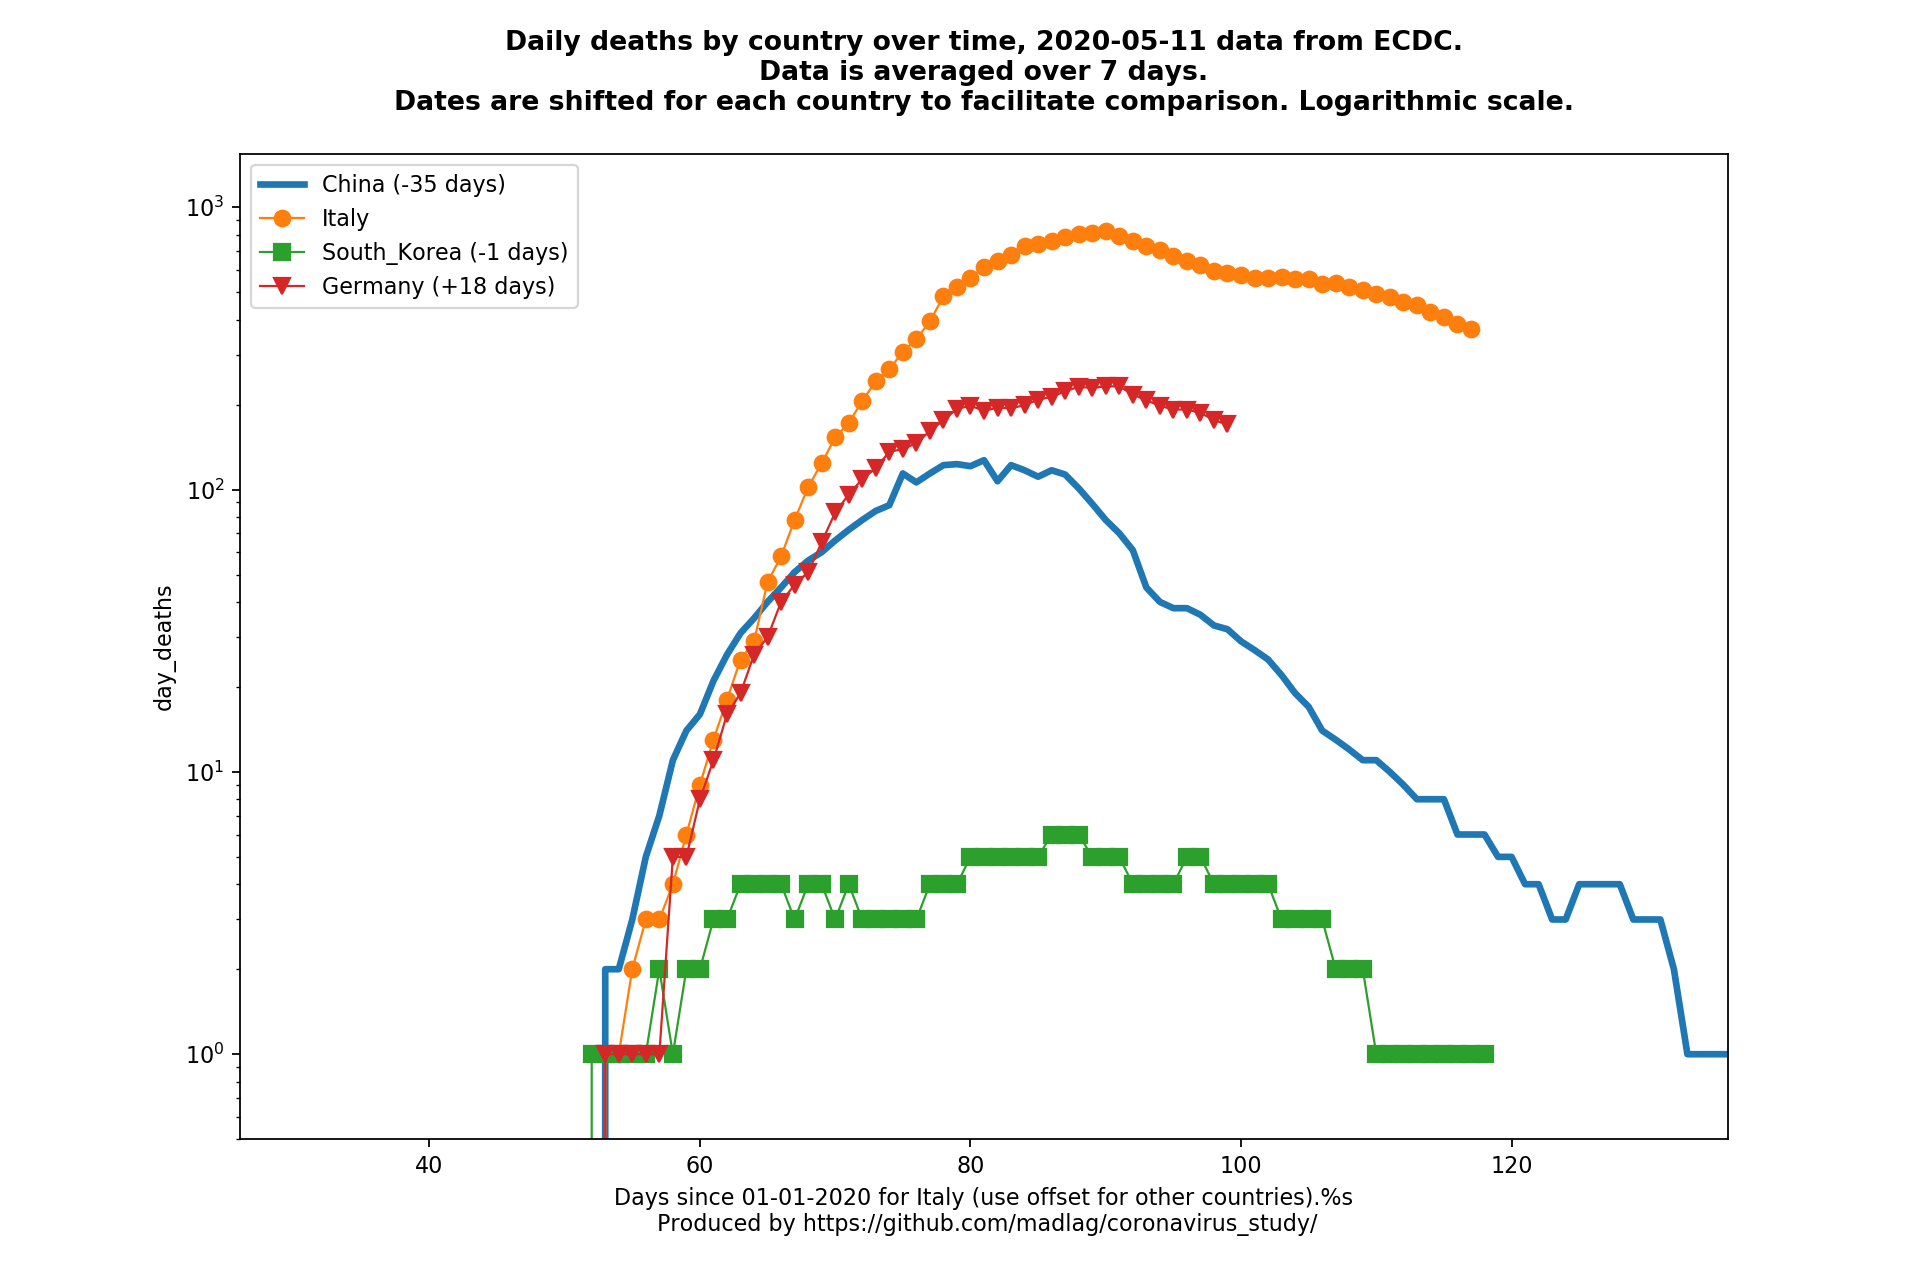 Daily deaths by country over time, 2020-05-11 data from ECDC.
Data is averaged over 7 days.
Dates are shifted for each country to facilitate comparison. Logarithmic scale.
China (-35 days)
Italy
South_Korea (-1 days)
Germany (+18 days)
10³
10²
10¹
10⁰
day_deaths
40 60 80 100 120
Days since 01-01-2020 for Italy (use offset for other countries).%s
Produced by https://github.com/madlag/coronavirus_study/